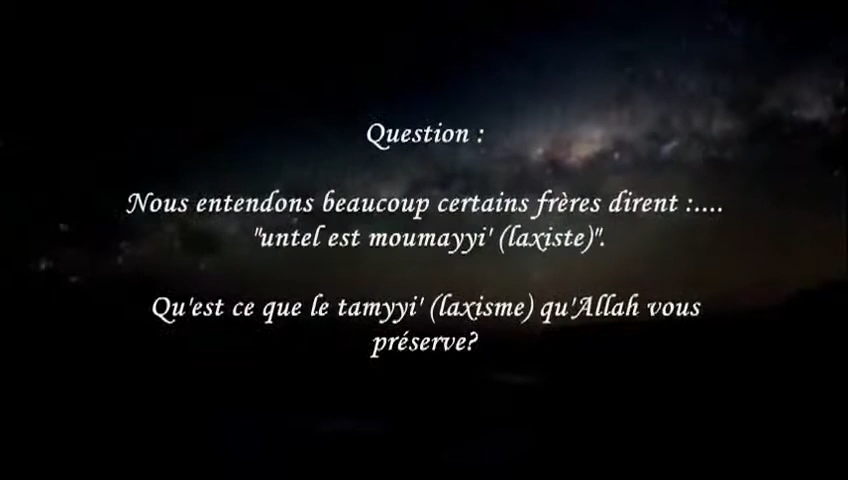 Question :
Nous entendons beaucoup certains frères dirent :....
"untel est moumayyi' (laxiste)".
Qu'est ce que le tamyyi' (laxisme) qu'Allah vous
préserve?